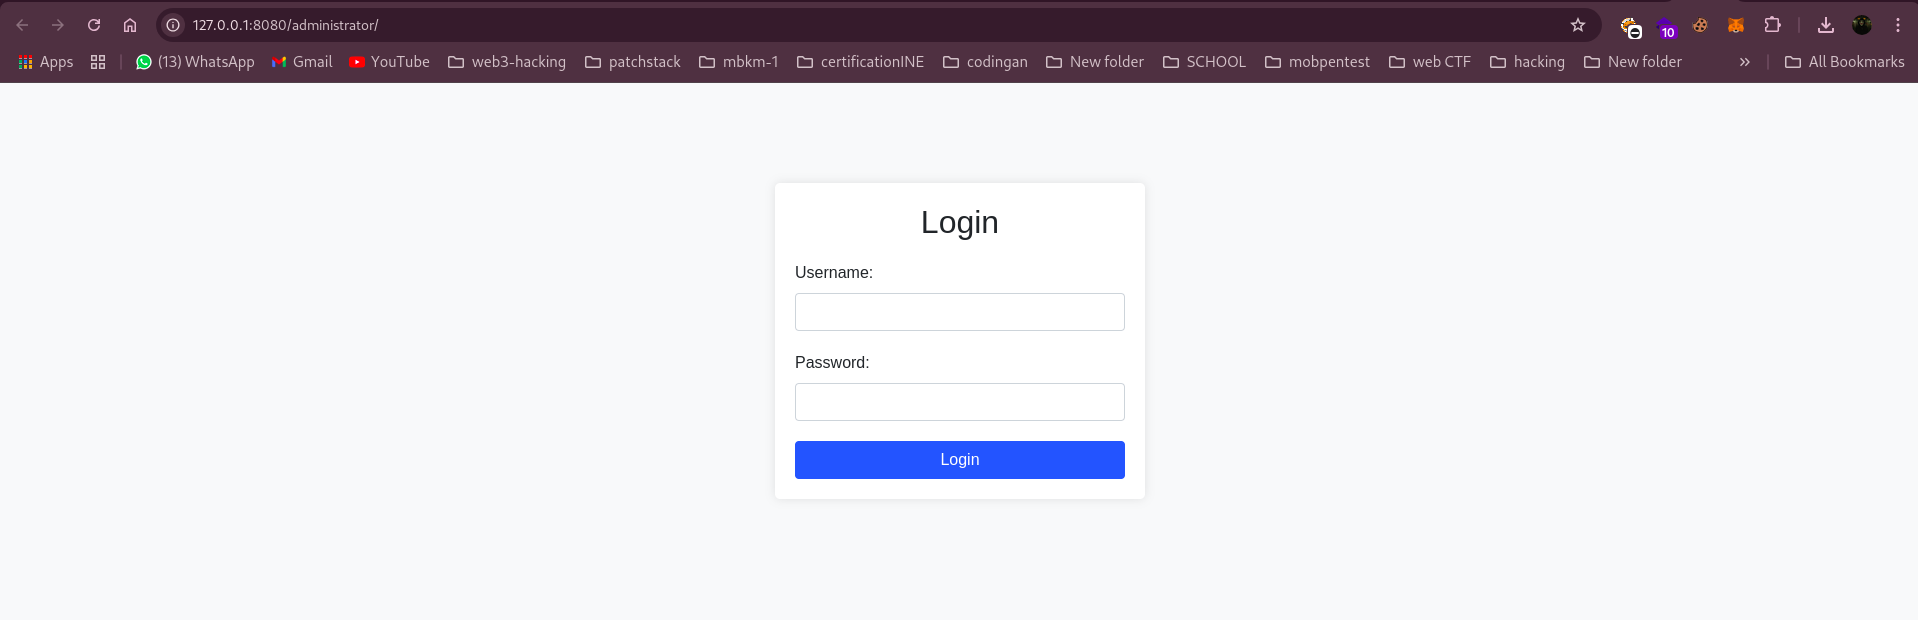 127.0.0.1:8080/administrator/
10
Apps (13) WhatsApp Gmail YouTube web3-hacking patchstack mbkm-1 certificationINE codingan New folder SCHOOL mobpentest web CTF hacking New folder » All Bookmarks
Login
Username:
Password:
Login